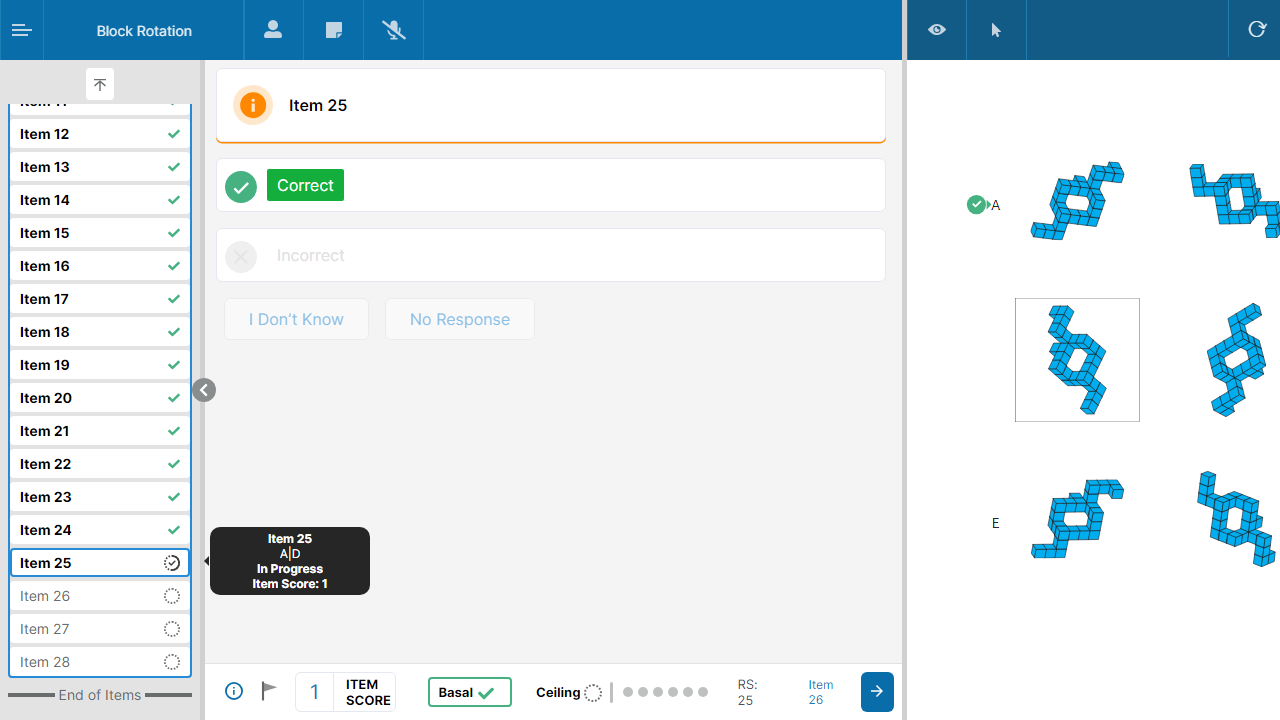 Block Rotation
Item 12
Item 13
Item 14
Item 15
Item 16
Item 17
Item 18
Item 19
Item 20
Item 21
Item 22
Item 23
Item 24
Item 25
Item 26
Item 27
Item 28
End of Items
Item 25
Correct
Incorrect
I Don't Know
No Response
Item 25
A|D
In Progress
Item Score: 1
1
ITEM
SCORE
Basal
Ceiling
RS:
25
Item
26
A
E